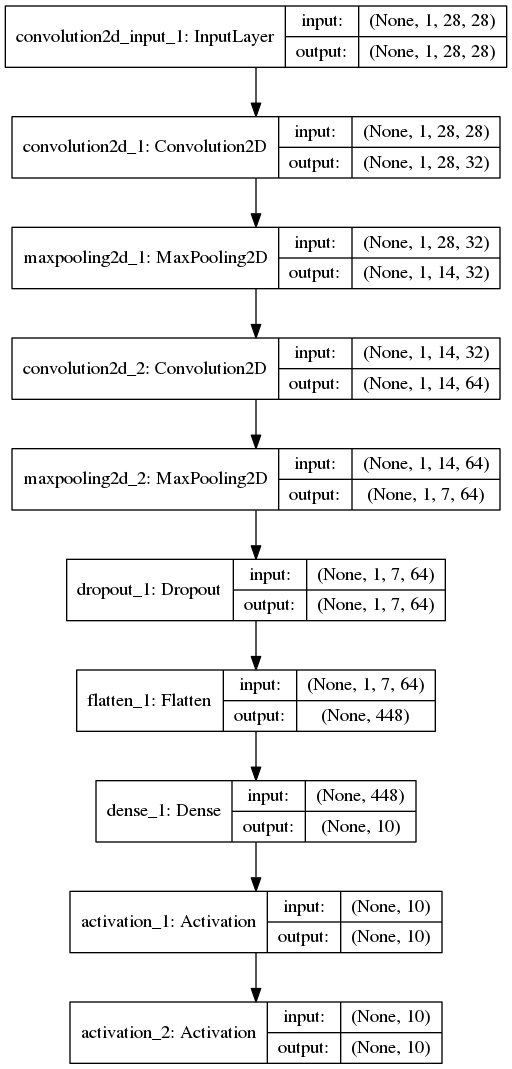 convolution2d_input_1: InputLayer
input: (None, 1, 28, 28)
output: (None, 1, 28, 28)
convolution2d_1: Convolution2D
input: (None, 1, 28, 28)
output: (None, 1, 28, 32)
maxpooling2d_1: MaxPooling2D
input: (None, 1, 28, 32)
output: (None, 1, 14, 32)
convolution2d_2: Convolution2D
input: (None, 1, 14, 32)
output: (None, 1, 14, 64)
maxpooling2d_2: MaxPooling2D
input: (None, 1, 14, 64)
output: (None, 1, 7, 64)
dropout_1: Dropout
input: (None, 1, 7, 64)
output: (None, 1, 7, 64)
flatten_1: Flatten
input: (None, 1, 7, 64)
output: (None, 448)
dense_1: Dense
input: (None, 448)
output: (None, 10)
activation_1: Activation
input: (None, 10)
output: (None, 10)
activation_2: Activation
input: (None, 10)
output: (None, 10)